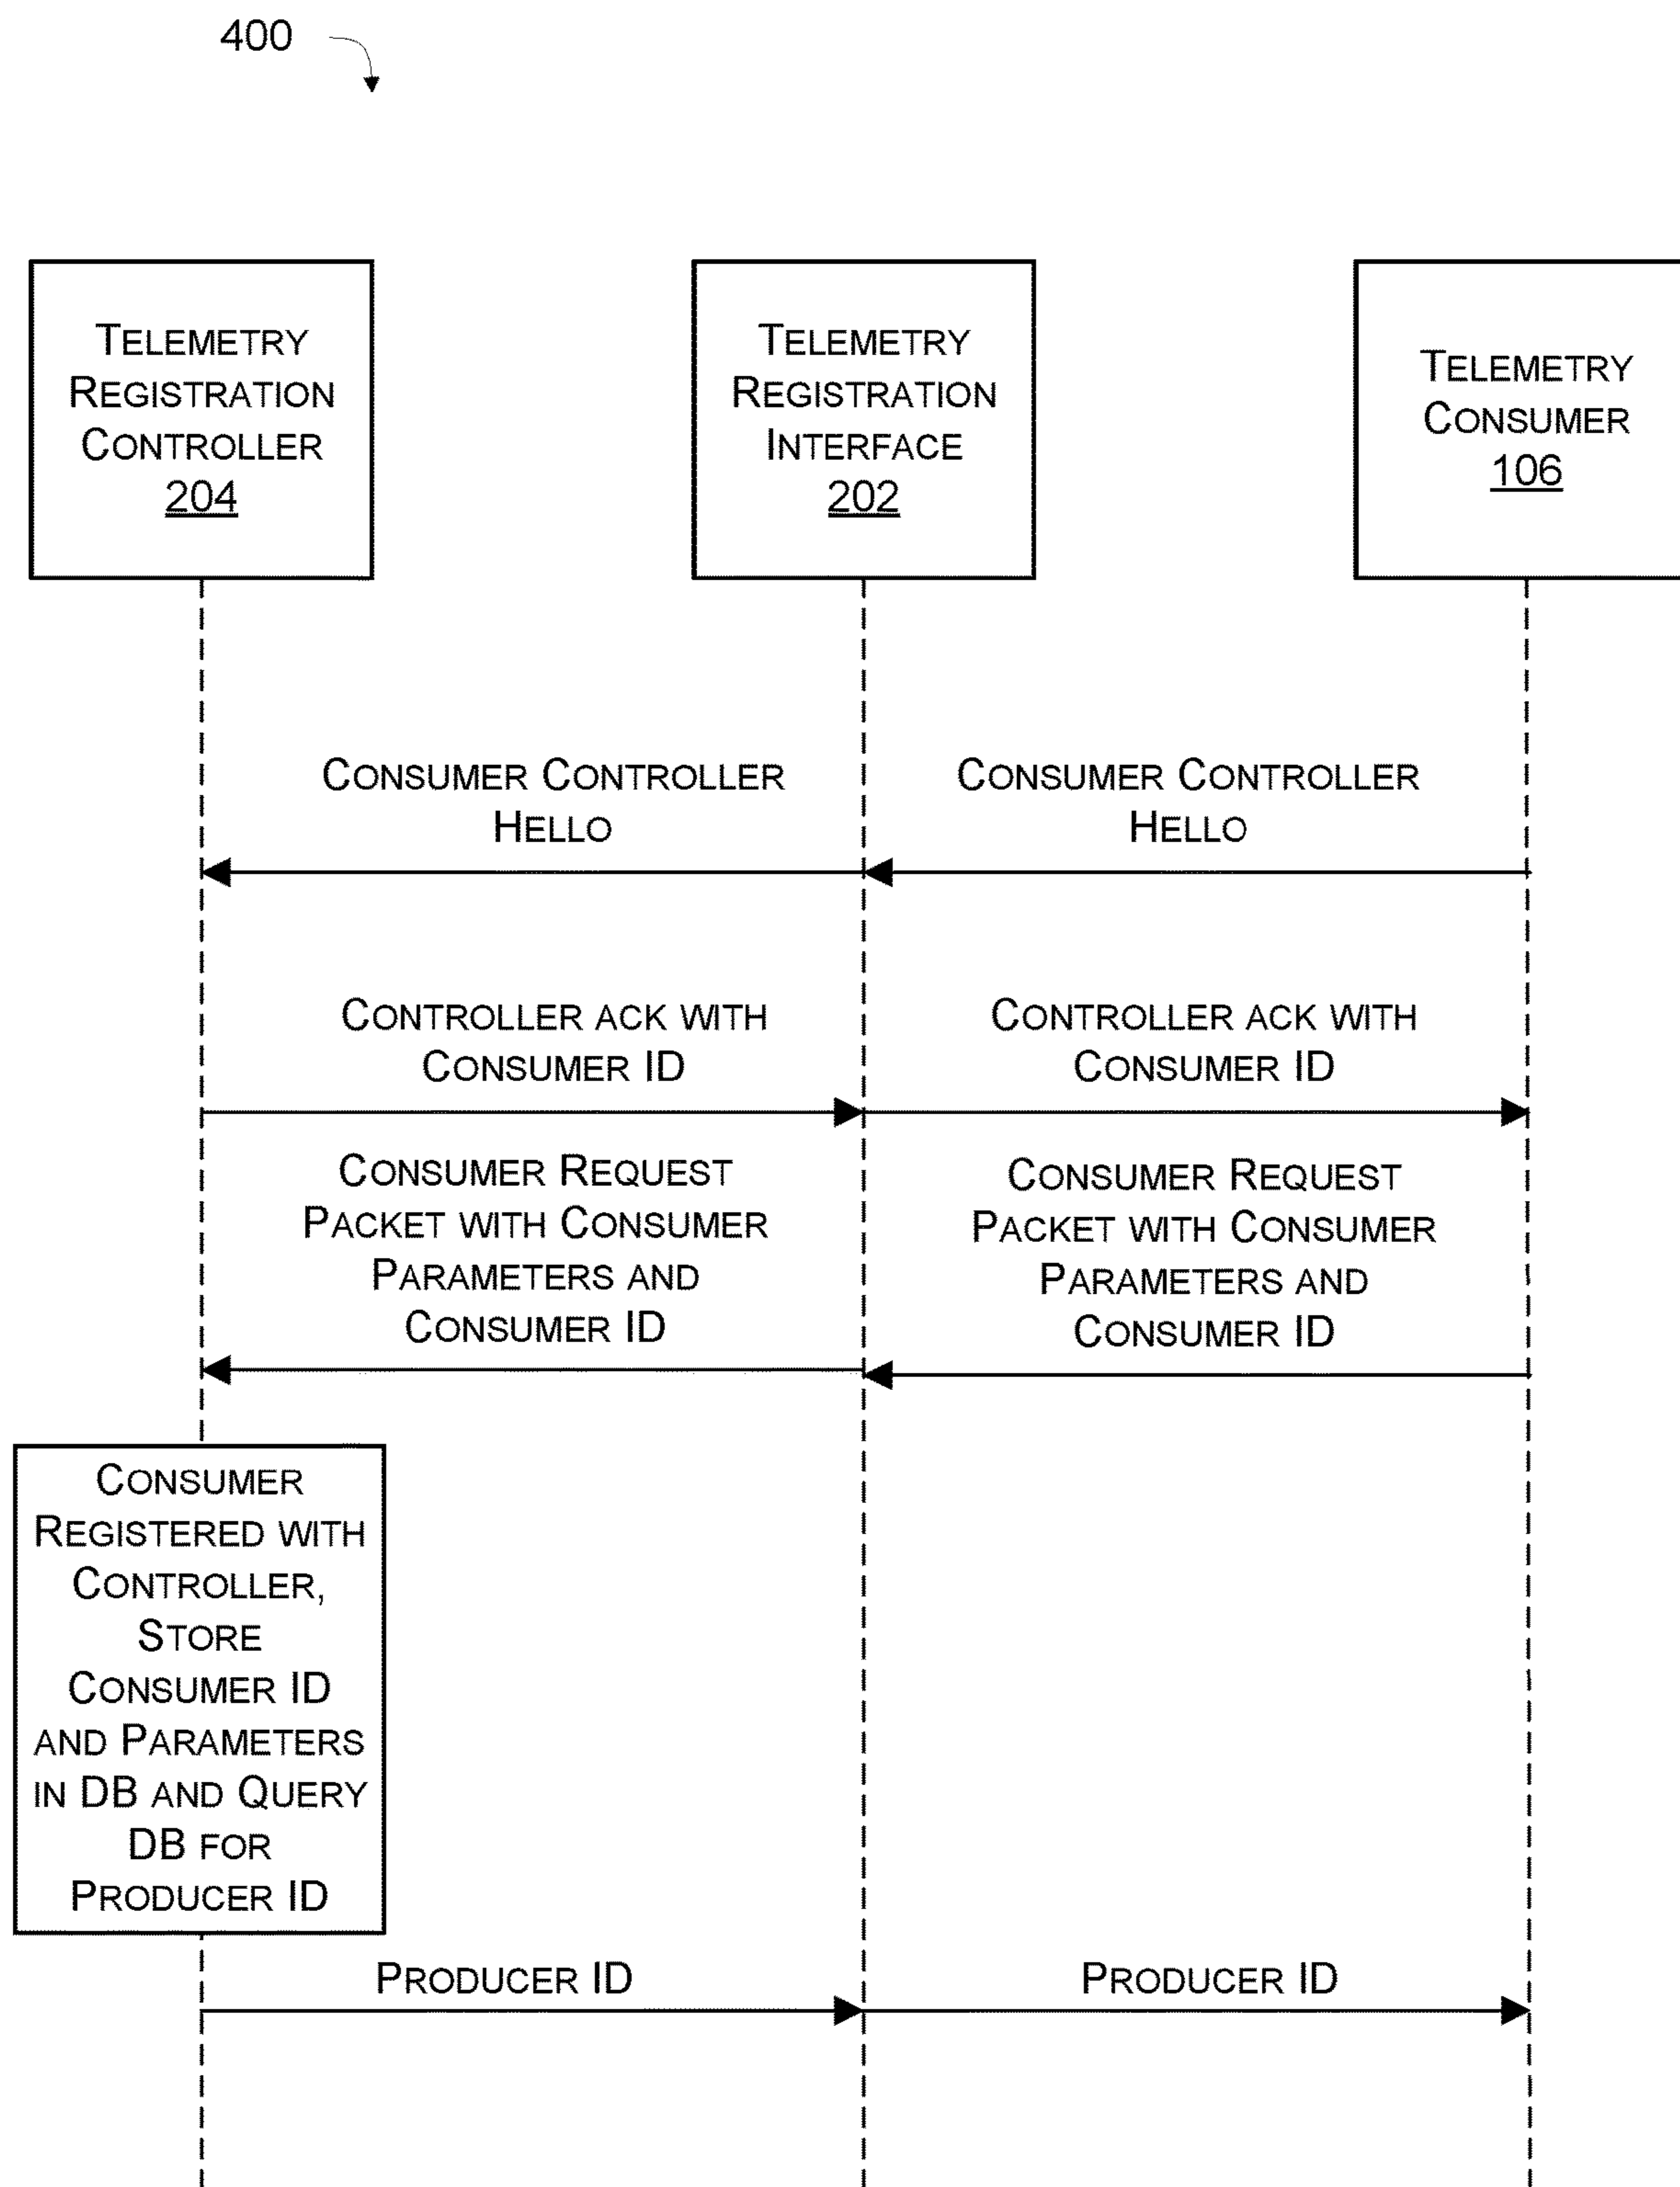 400
TELEMETRY
REGISTRATION
CONTROLLER
204
TELEMETRY
REGISTRATION
INTERFACE
202
TELEMETRY
CONSUMER
106
CONSUMER CONTROLLER
HELLO
CONSUMER CONTROLLER
HELLO
CONTROLLER ACK WITH
CONSUMER ID
CONTROLLER ACK WITH
CONSUMER ID
CONSUMER REQUEST
PACKET WITH CONSUMER
PARAMETERS AND
CONSUMER ID
CONSUMER REQUEST
PACKET WITH CONSUMER
PARAMETERS AND
CONSUMER ID
CONSUMER
REGISTERED WITH
CONTROLLER,
STORE
CONSUMER ID
AND PARAMETERS
IN DB AND QUERY
DB FOR
PRODUCER ID
PRODUCER ID
PRODUCER ID